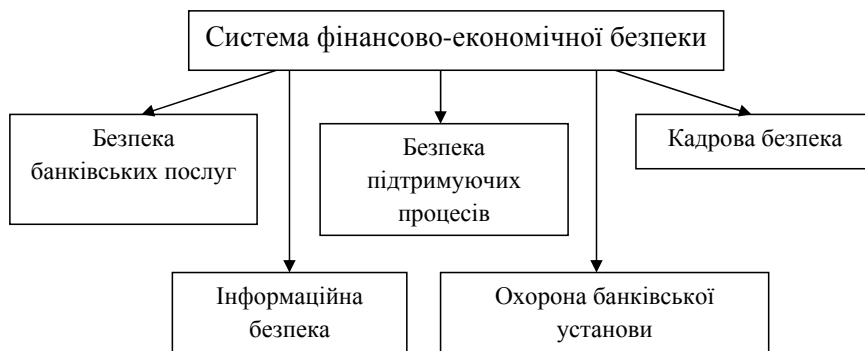 Система фінансово-економічної безпеки
Безпека
банківських послуг
Безпека
підтримуючих
процесів
Кадрова безпека
Інформаційна
безпека
Охорона банківської
установи